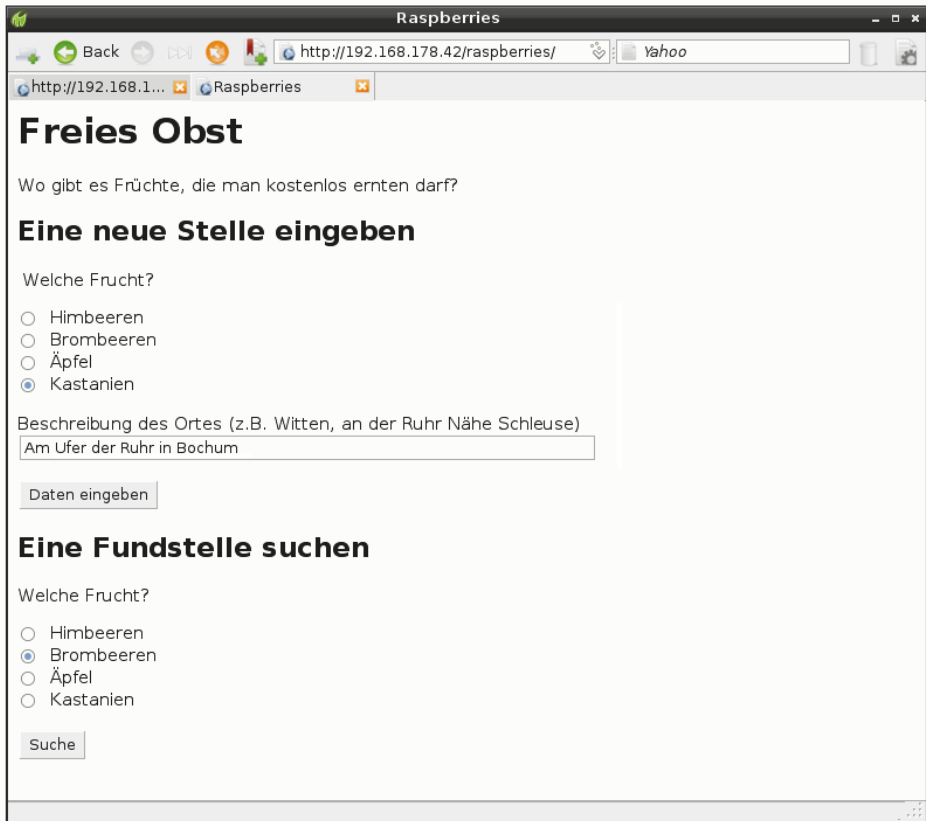 Raspberries
Back
http://192.168.178.42/raspberries/
Yahoo
http://192.168.1...
Raspberries
Freies Obst
Wo gibt es Früchte, die man kostenlos ernten darf?
Eine neue Stelle eingeben
Welche Frucht?
Himbeeren
Brombeeren
Äpfel
Kastanien
Beschreibung des Ortes (z.B. Witten, an der Ruhr Nähe Schleuse)
Am Ufer der Ruhr in Bochum
Daten eingeben
Eine Fundstelle suchen
Welche Frucht?
Himbeeren
Brombeeren
Äpfel
Kastanien
Suche